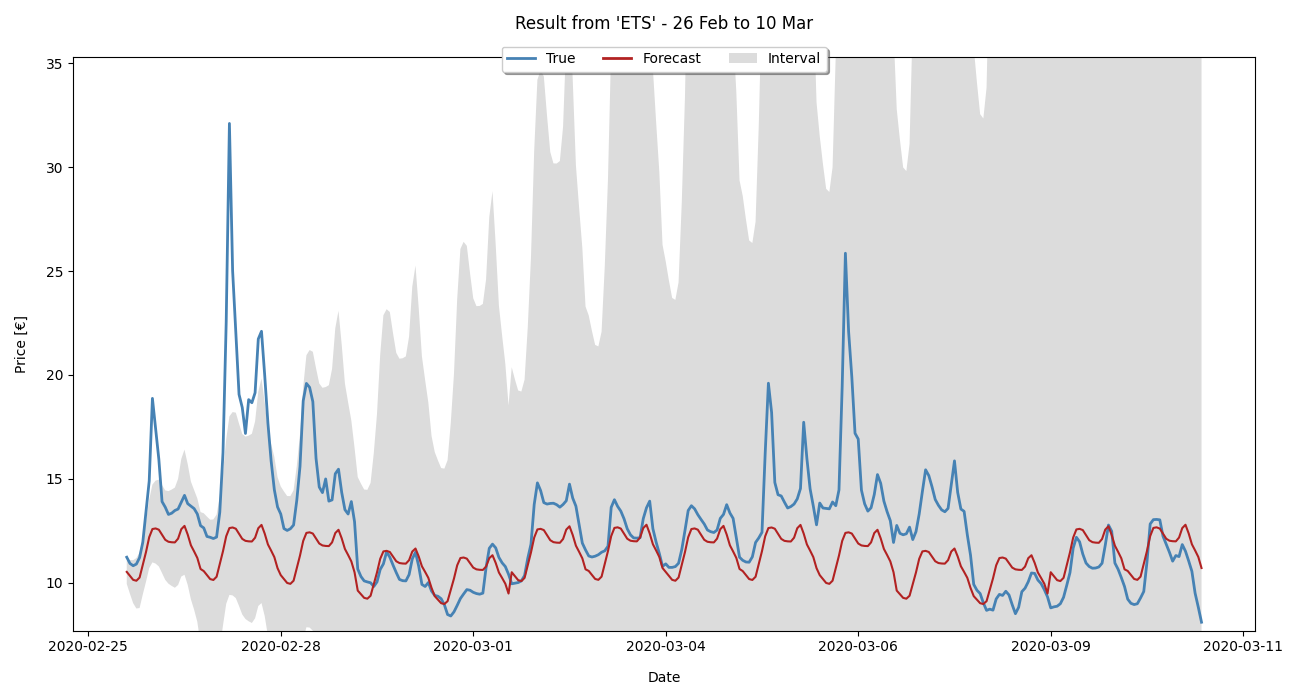 Result from 'ETS' - 26 Feb to 10 Mar
True Forecast Interval
35
30
25
20
15
10
Price [€]
2020-02-25 2020-02-28 2020-03-01 2020-03-04 2020-03-06 2020-03-09 2020-03-11
Date